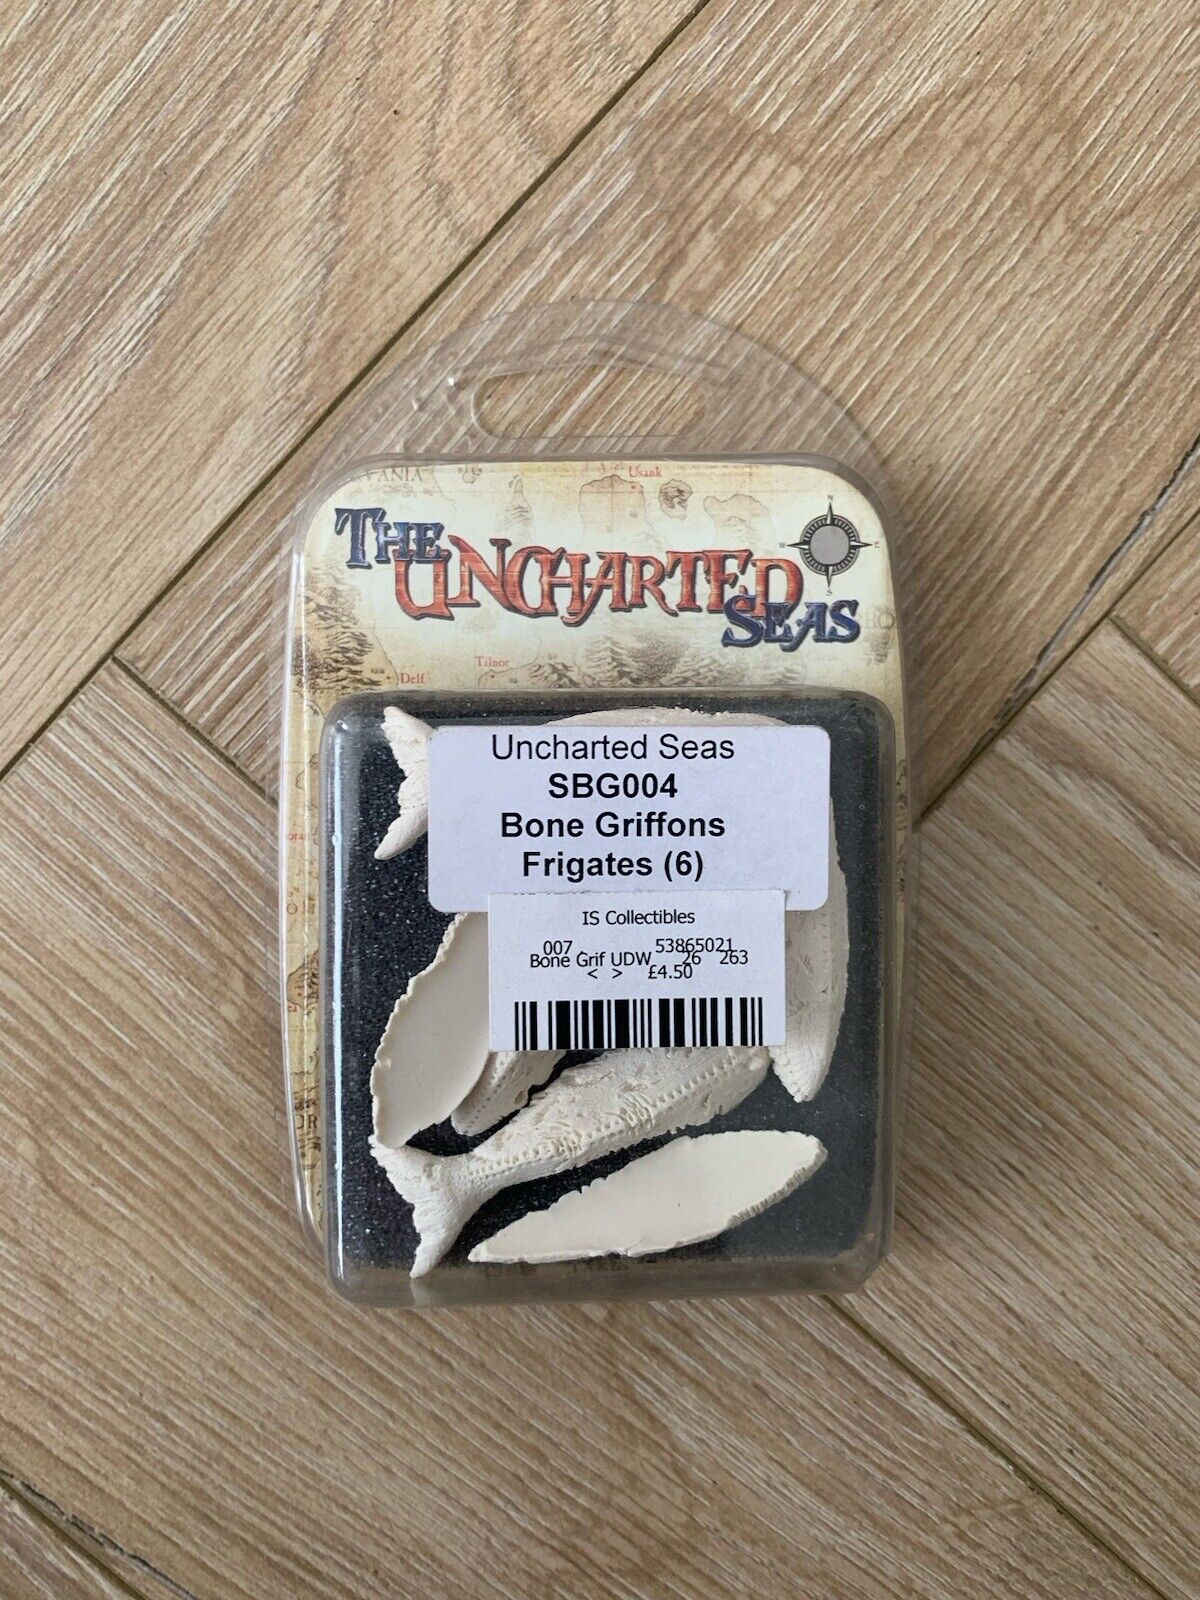 VANIA
Usank
N
W E
S
THE
UNCHARTED
SEAS
Tilnor
Delf
Uncharted Seas
SBG004
Bone Griffons
Frigates (6)
IS Collectibles
007 53865021
Bone Grif UDW 26 263
< > £4.50